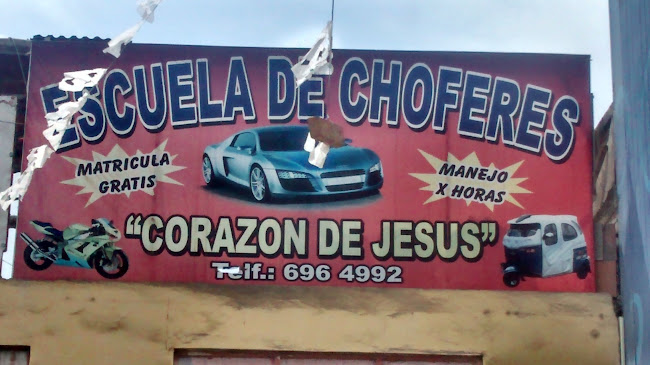 ESCUELA DE CHOFERES
MATRICULA
GRATIS
MANEJO
X HORAS
"CORAZON DE JESUS"
Telf.: 696 4992